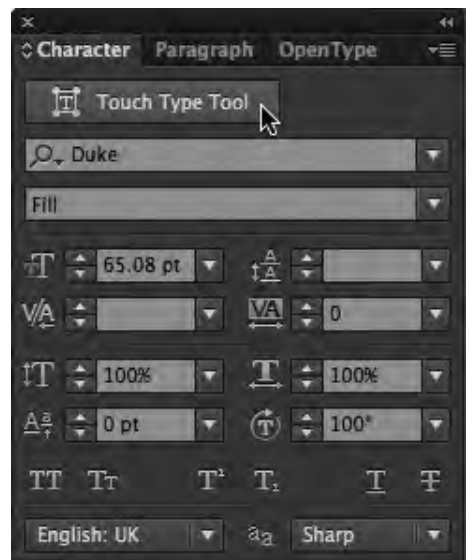 Character Paragraph OpenType
Touch Type Tool
Duke
Fill
65.08 pt
0
100% 100%
0 pt 100°
English: UK Sharp